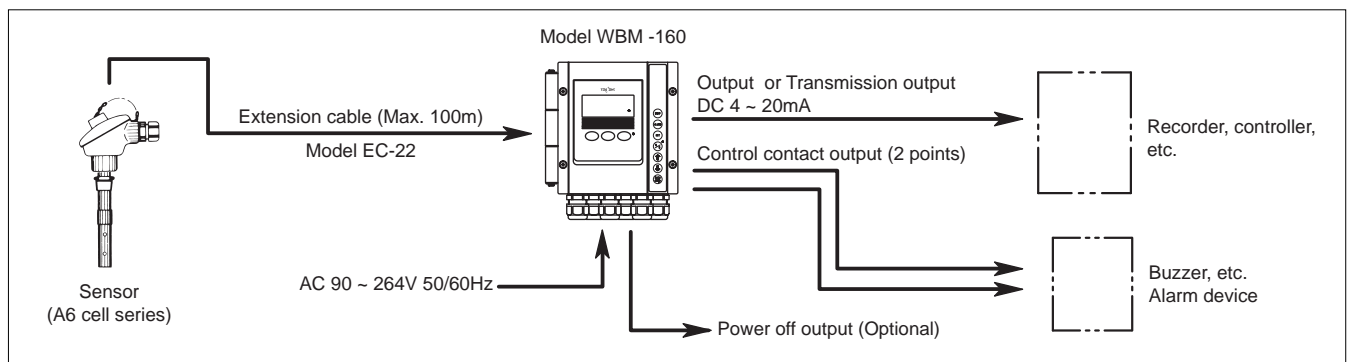 Model WBM -160
Output or Transmission output
DC 4 ~ 20mA
Extension cable (Max. 100m)
Model EC-22
Recorder, controller,
etc.
Control contact output (2 points)
AC 90 ~ 264V 50/60Hz
Buzzer, etc.
Alarm device
Sensor
(A6 cell series)
Power off output (Optional)